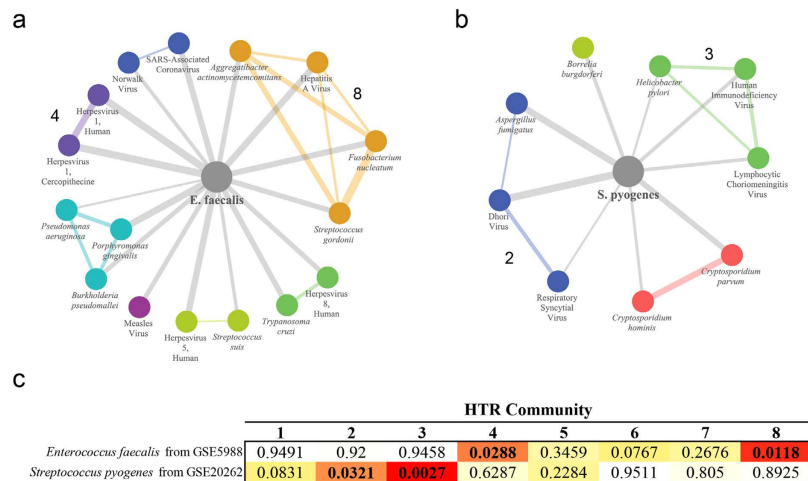 a
SARS-Associated
Coronavirus
Norwalk
Virus
Aggregatibacter
actinomycetemcomitans
Hepatitis
A Virus
8
4
Herpesvirus
1,
Human
Herpesvirus
1,
Cercopithecine
Fusobacterium
nucleatum
E. faecalis
Streptococcus
gordonii
Pseudomonas
aeruginosa
Porphyromonas
gingivalis
Burkholderia
pseudomallei
Measles
Virus
Herpesvirus
5,
Human
Streptococcus
suis
Trypanosoma
cruzi
Herpesvirus
8,
Human
b
Borrelia
burgdorferi
3
Helicobacter
pylori
Human
Immunodeficiency
Virus
Aspergillus
fumigatus
Lymphocytic
Choriomeningitis
Virus
S. pyogenes
Dhori
Virus
2
Respiratory
Syncytial
Virus
Cryptosporidium
parvum
Cryptosporidium
hominis
c
HTR Community
1 2 3 4 5 6 7 8
Enterococcus faecalis from GSE5988 0.9491 0.92 0.9458 0.0288 0.3459 0.0767 0.2676 0.0118
Streptococcus pyogenes from GSE20262 0.0831 0.0321 0.0027 0.6287 0.2284 0.9511 0.805 0.8925